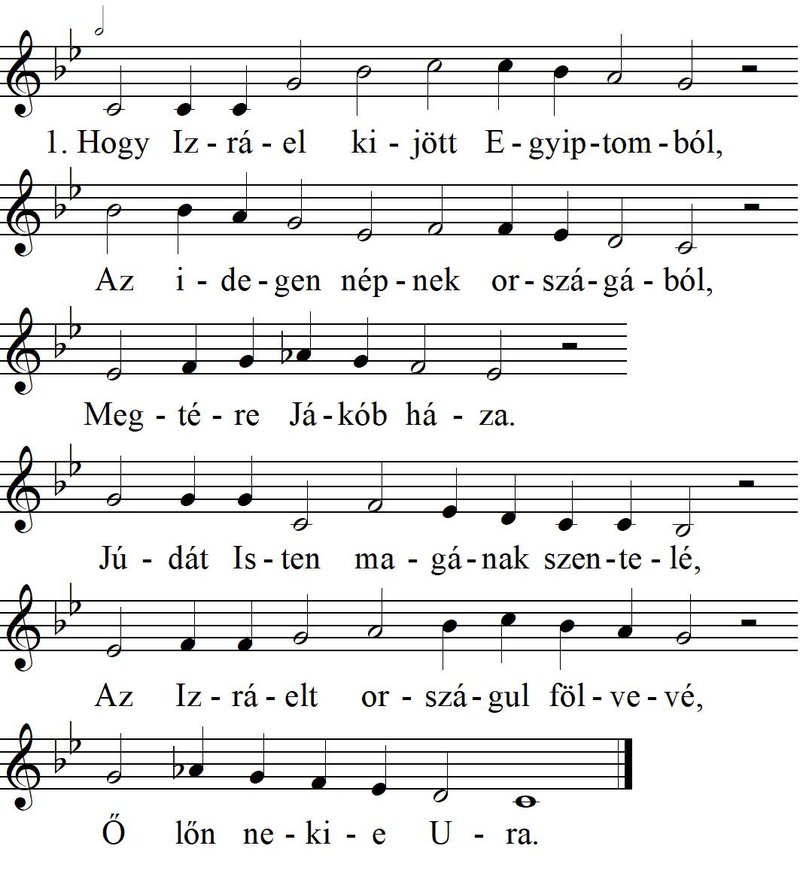 1. Hogy Iz - rá - el ki - jött E - gyip - tom - ból,
Az i - de - gen nép - nek or - szá - gá - ból,
Meg - té - re Já - kób há - za.
Jú - dát Is - ten ma - gá - nak szen - te - lé,
Az Iz - rá - elt or - szá - gul föl - ve - vé,
Ő lőn ne - ki - e U - ra.